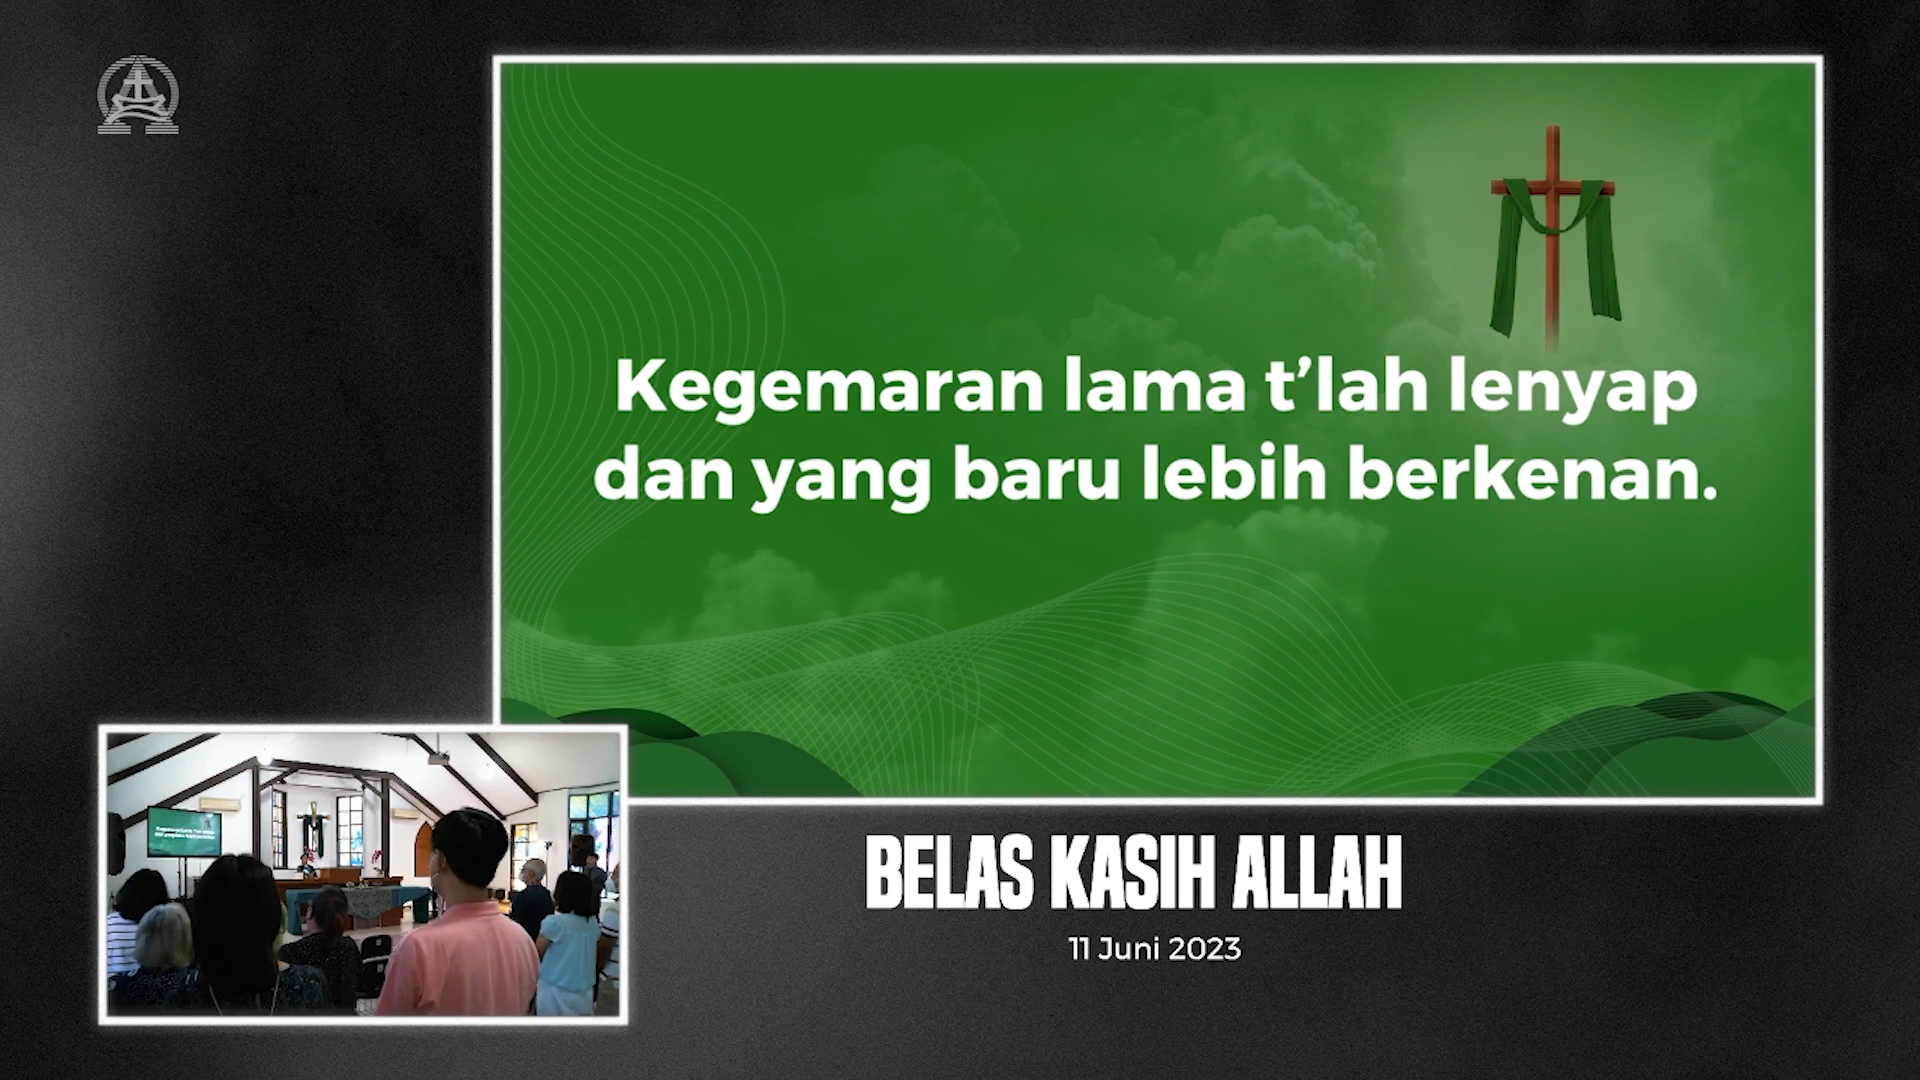 Kegemaran lama t’lah lenyap
dan yang baru lebih berkenan.
BELAS KASIH ALLAH
11 Juni 2023